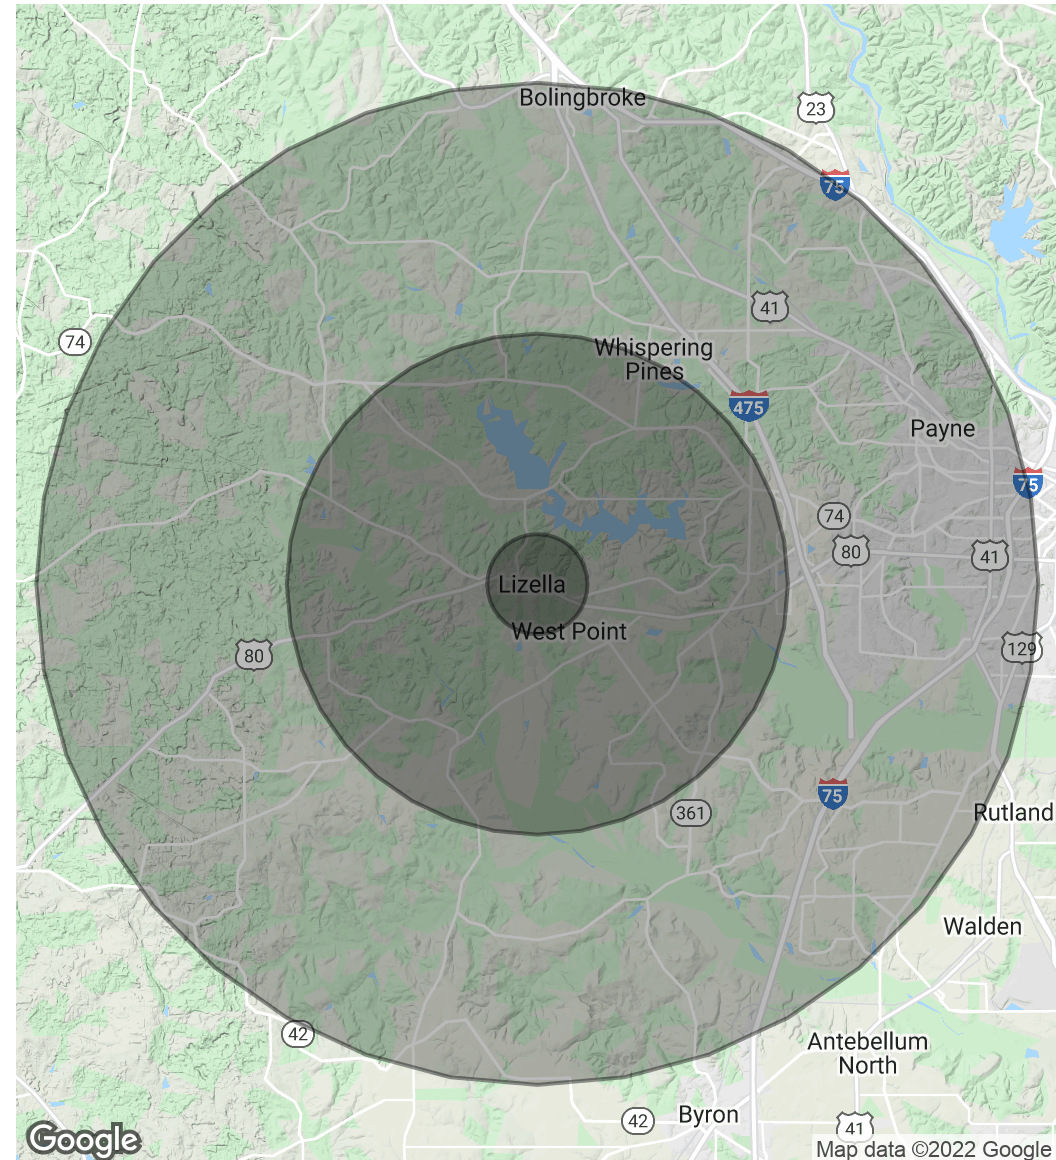 Bolingbroke
23
75
41
74
Whispering
Pines
475
Payne
75
74
80
41
Lizella
West Point
80
129
75
361
Rutland
Walden
42
Antebellum
North
42
Byron
41
Google
Map data ©2022 Google